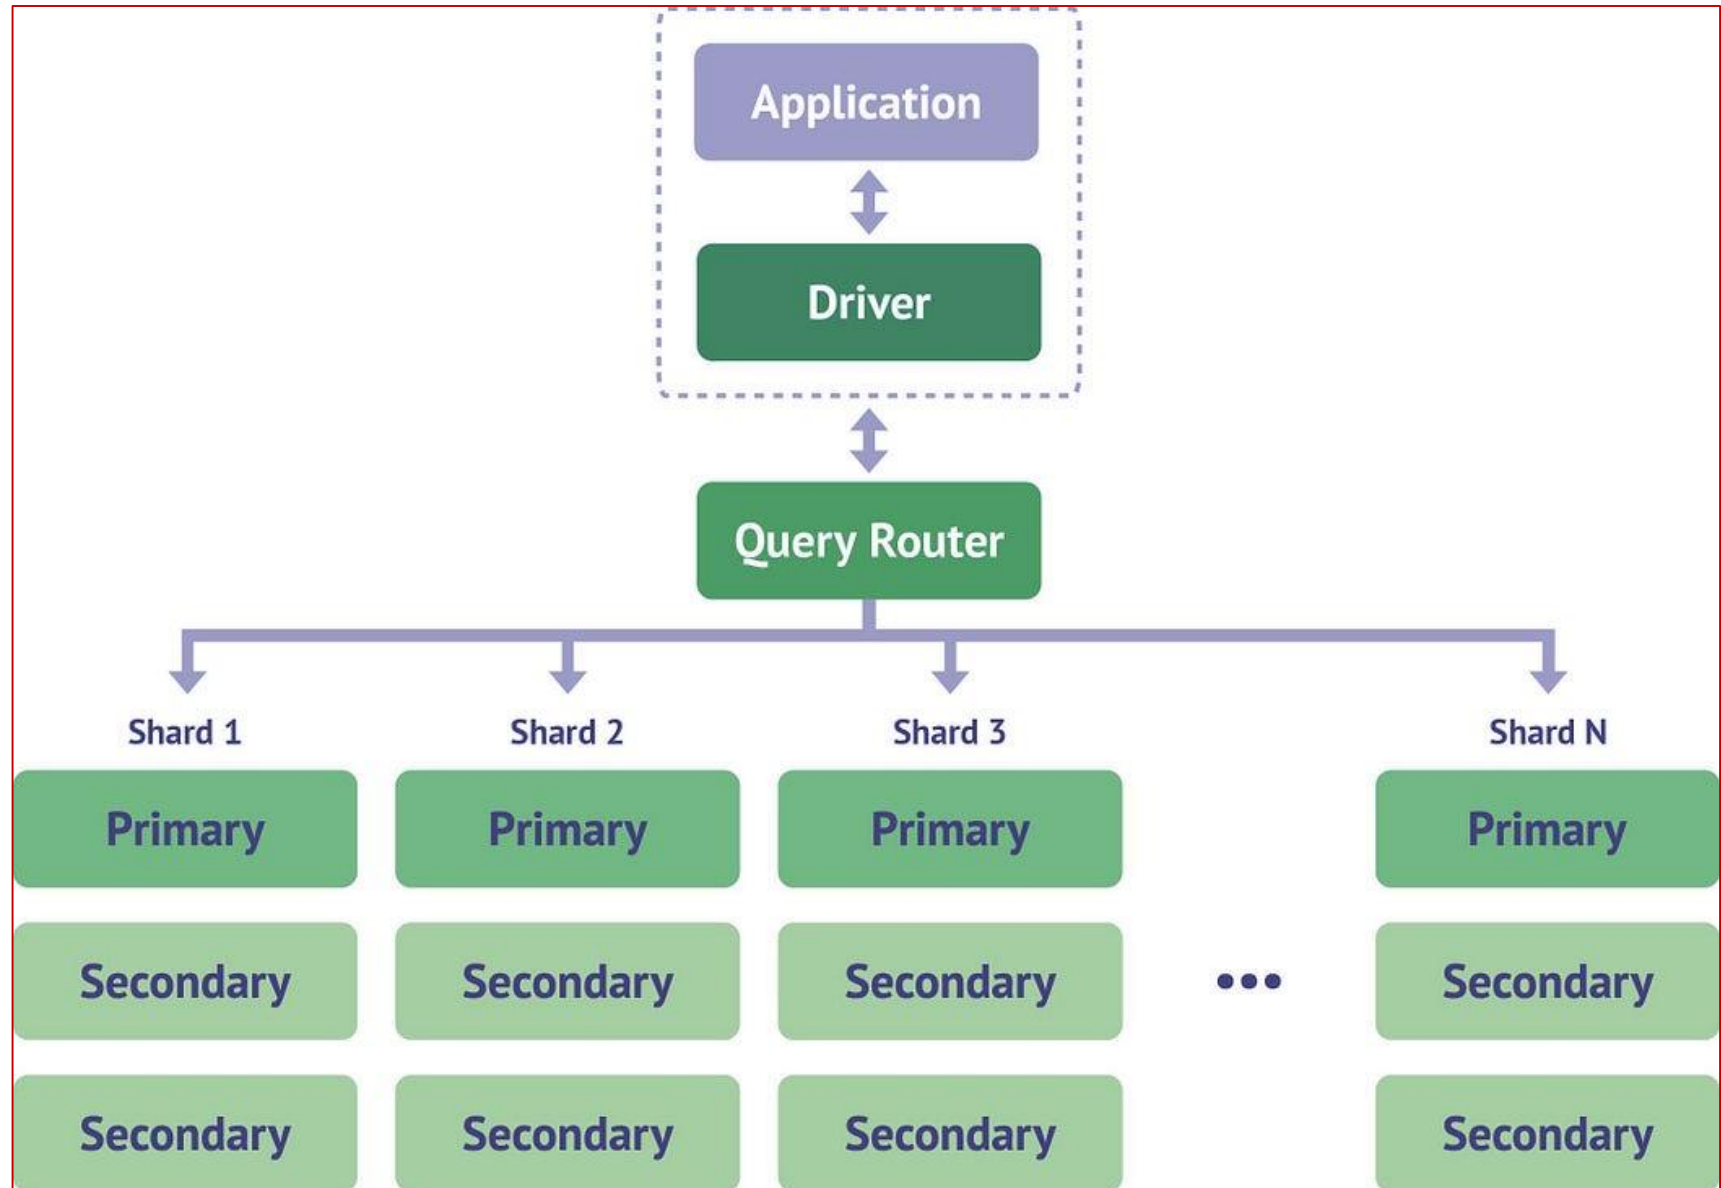 Application
Driver
Query Router
Shard 1 Shard 2 Shard 3 Shard N
Primary Primary Primary Primary
Secondary Secondary Secondary ... Secondary
Secondary Secondary Secondary Secondary